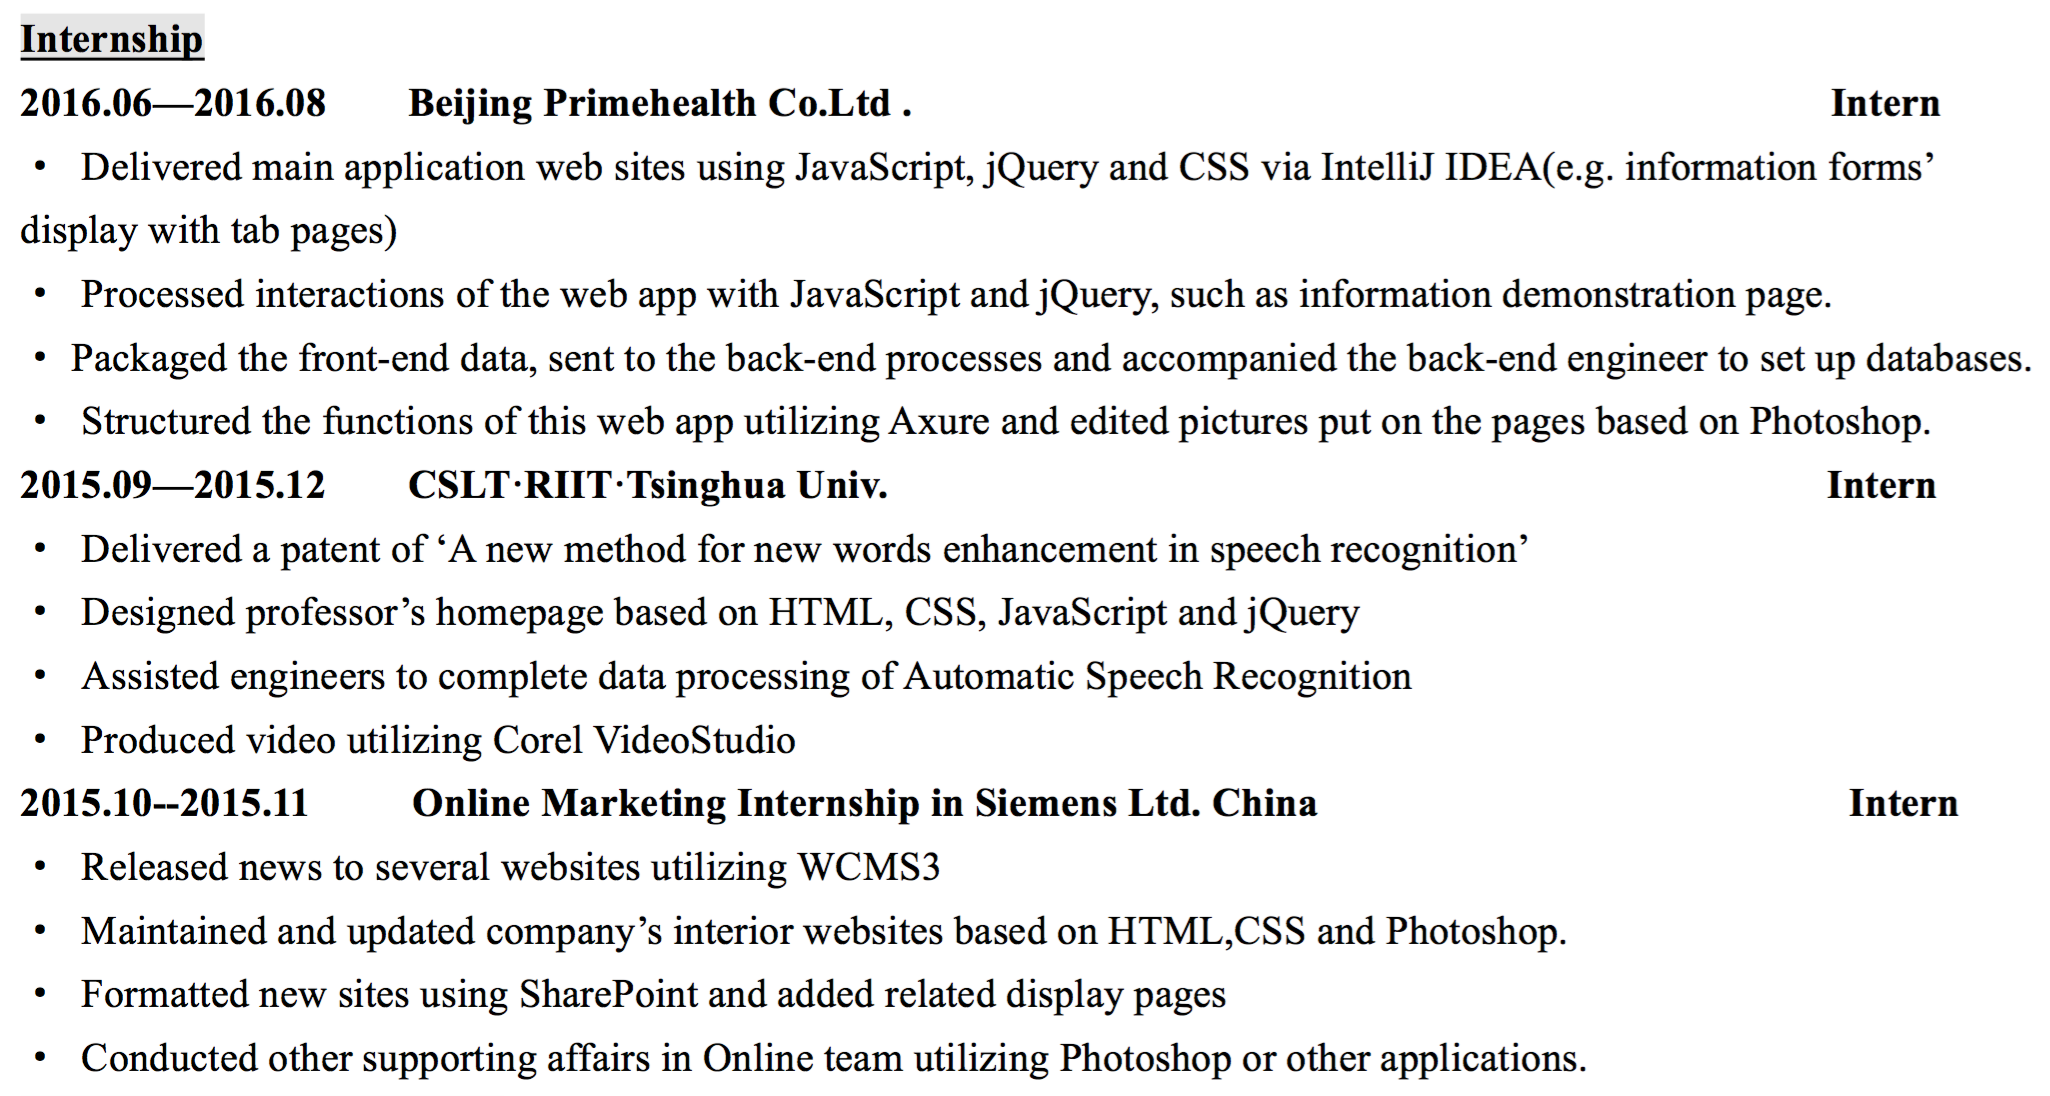 Internship
2016.06—2016.08 Beijing Primehealth Co.Ltd . Intern
• Delivered main application web sites using JavaScript, jQuery and CSS via IntelliJ IDEA(e.g. information forms’
display with tab pages)
• Processed interactions of the web app with JavaScript and jQuery, such as information demonstration page.
• Packaged the front-end data, sent to the back-end processes and accompanied the back-end engineer to set up databases.
• Structured the functions of this web app utilizing Axure and edited pictures put on the pages based on Photoshop.
2015.09—2015.12 CSLT·RIIT·Tsinghua Univ. Intern
• Delivered a patent of ‘A new method for new words enhancement in speech recognition’
• Designed professor’s homepage based on HTML, CSS, JavaScript and jQuery
• Assisted engineers to complete data processing of Automatic Speech Recognition
• Produced video utilizing Corel VideoStudio
2015.10--2015.11 Online Marketing Internship in Siemens Ltd. China Intern
• Released news to several websites utilizing WCMS3
• Maintained and updated company’s interior websites based on HTML,CSS and Photoshop.
• Formatted new sites using SharePoint and added related display pages
• Conducted other supporting affairs in Online team utilizing Photoshop or other applications.